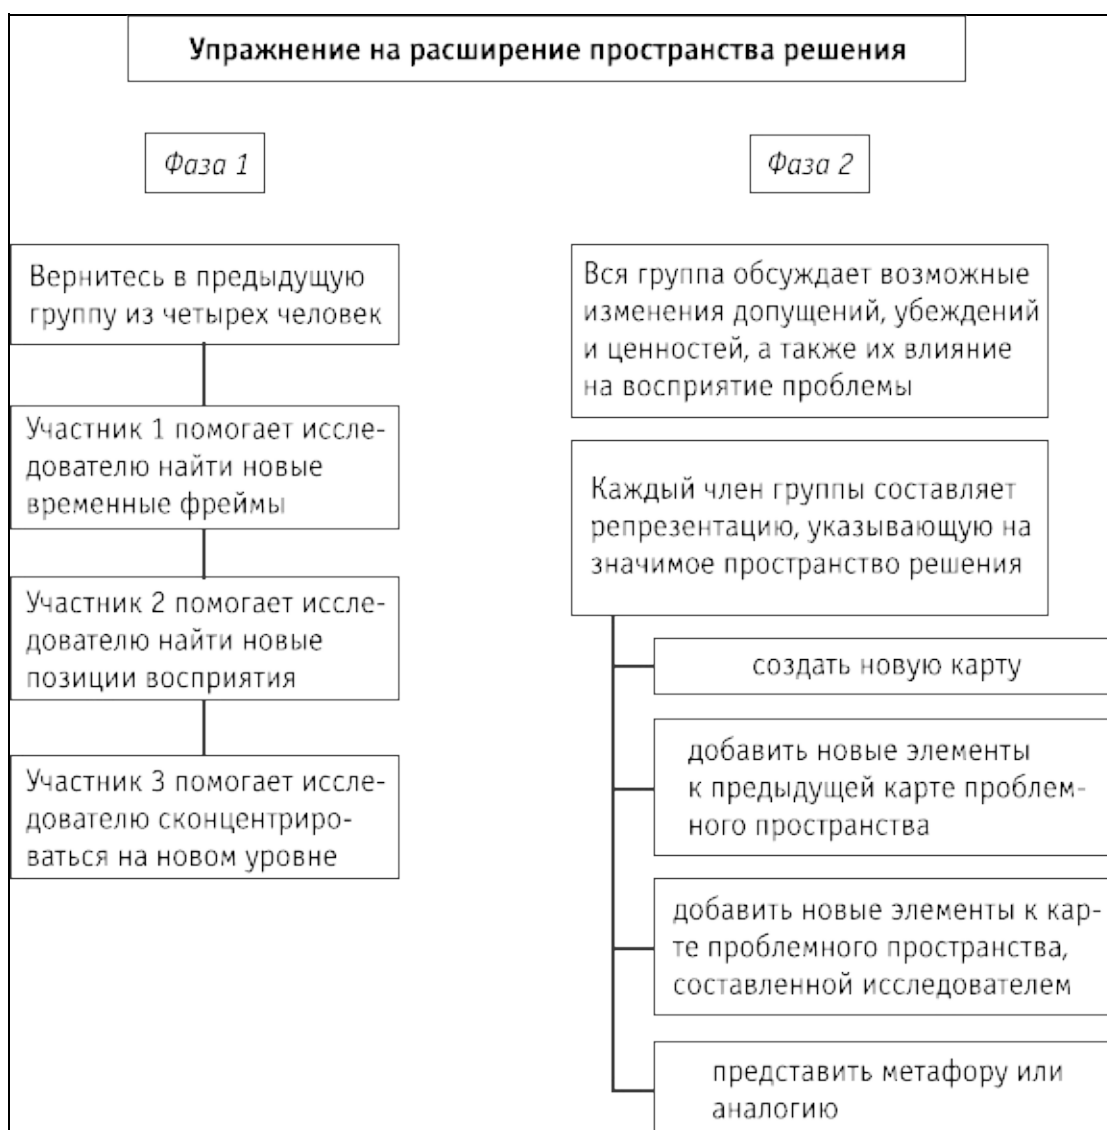 Упражнение на расширение пространства решения
Фаза 1
Вернитесь в предыдущую
группу из четырех человек
Участник 1 помогает иссле-
дователю найти новые
временные фреймы
Участник 2 помогает иссле-
дователю найти новые
позиции восприятия
Участник 3 помогает иссле-
дователю сконцентриро-
ваться на новом уровне
Фаза 2
Вся группа обсуждает возможные
изменения допущений, убеждений
и ценностей, а также их влияние
на восприятие проблемы
Каждый член группы составляет
репрезентацию, указывающую на
значимое пространство решения
создать новую карту
добавить новые элементы
к предыдущей карте проблем-
ного пространства
добавить новые элементы к кар-
те проблемного пространства,
составленной исследователем
представить метафору или
аналогию